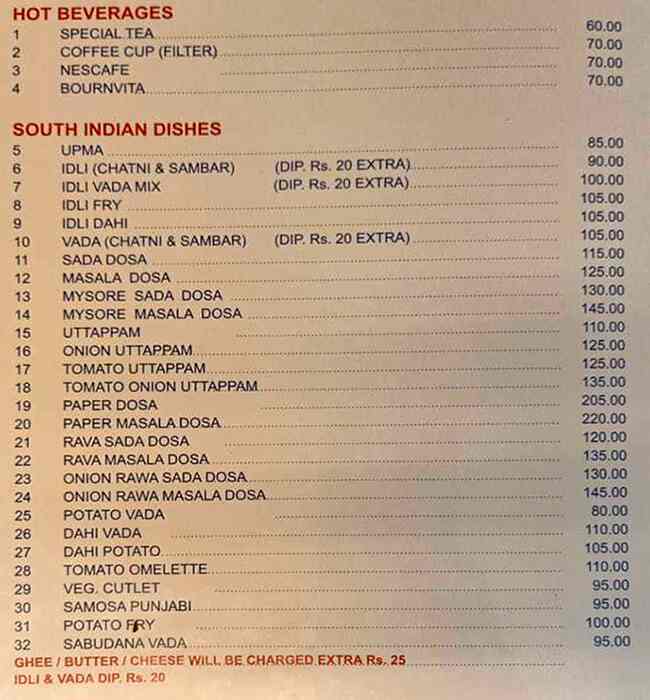 HOT BEVERAGES
1 SPECIAL TEA 60.00
2 COFFEE CUP (FILTER) 70.00
3 NESCAFE 70.00
4 BOURNVITA 70.00
SOUTH INDIAN DISHES
5 UPMA 85.00
6 IDLI (CHATNI & SAMBAR) (DIP. Rs. 20 EXTRA) 90.00
7 IDLI VADA MIX (DIP. Rs. 20 EXTRA) 100.00
8 IDLI FRY 105.00
9 IDLI DAHI 105.00
10 VADA (CHATNI & SAMBAR) (DIP. Rs. 20 EXTRA) 105.00
11 SADA DOSA 115.00
12 MASALA DOSA 125.00
13 MYSORE SADA DOSA 130.00
14 MYSORE MASALA DOSA 145.00
15 UTTAPPAM 110.00
16 ONION UTTAPPAM 125.00
17 TOMATO UTTAPPAM 125.00
18 TOMATO ONION UTTAPPAM 135.00
19 PAPER DOSA 205.00
20 PAPER MASALA DOSA 220.00
21 RAVA SADA DOSA 120.00
22 RAVA MASALA DOSA 135.00
23 ONION RAWA SADA DOSA 130.00
24 ONION RAWA MASALA DOSA 145.00
25 POTATO VADA 80.00
26 DAHI VADA 110.00
27 DAHI POTATO 105.00
28 TOMATO OMELETTE 110.00
29 VEG. CUTLET 95.00
30 SAMOSA PUNJABI 95.00
31 POTATO FRY 100.00
32 SABUDANA VADA 95.00
GHEE / BUTTER / CHEESE WILL BE CHARGED EXTRA Rs. 25
IDLI & VADA DIP. Rs. 20